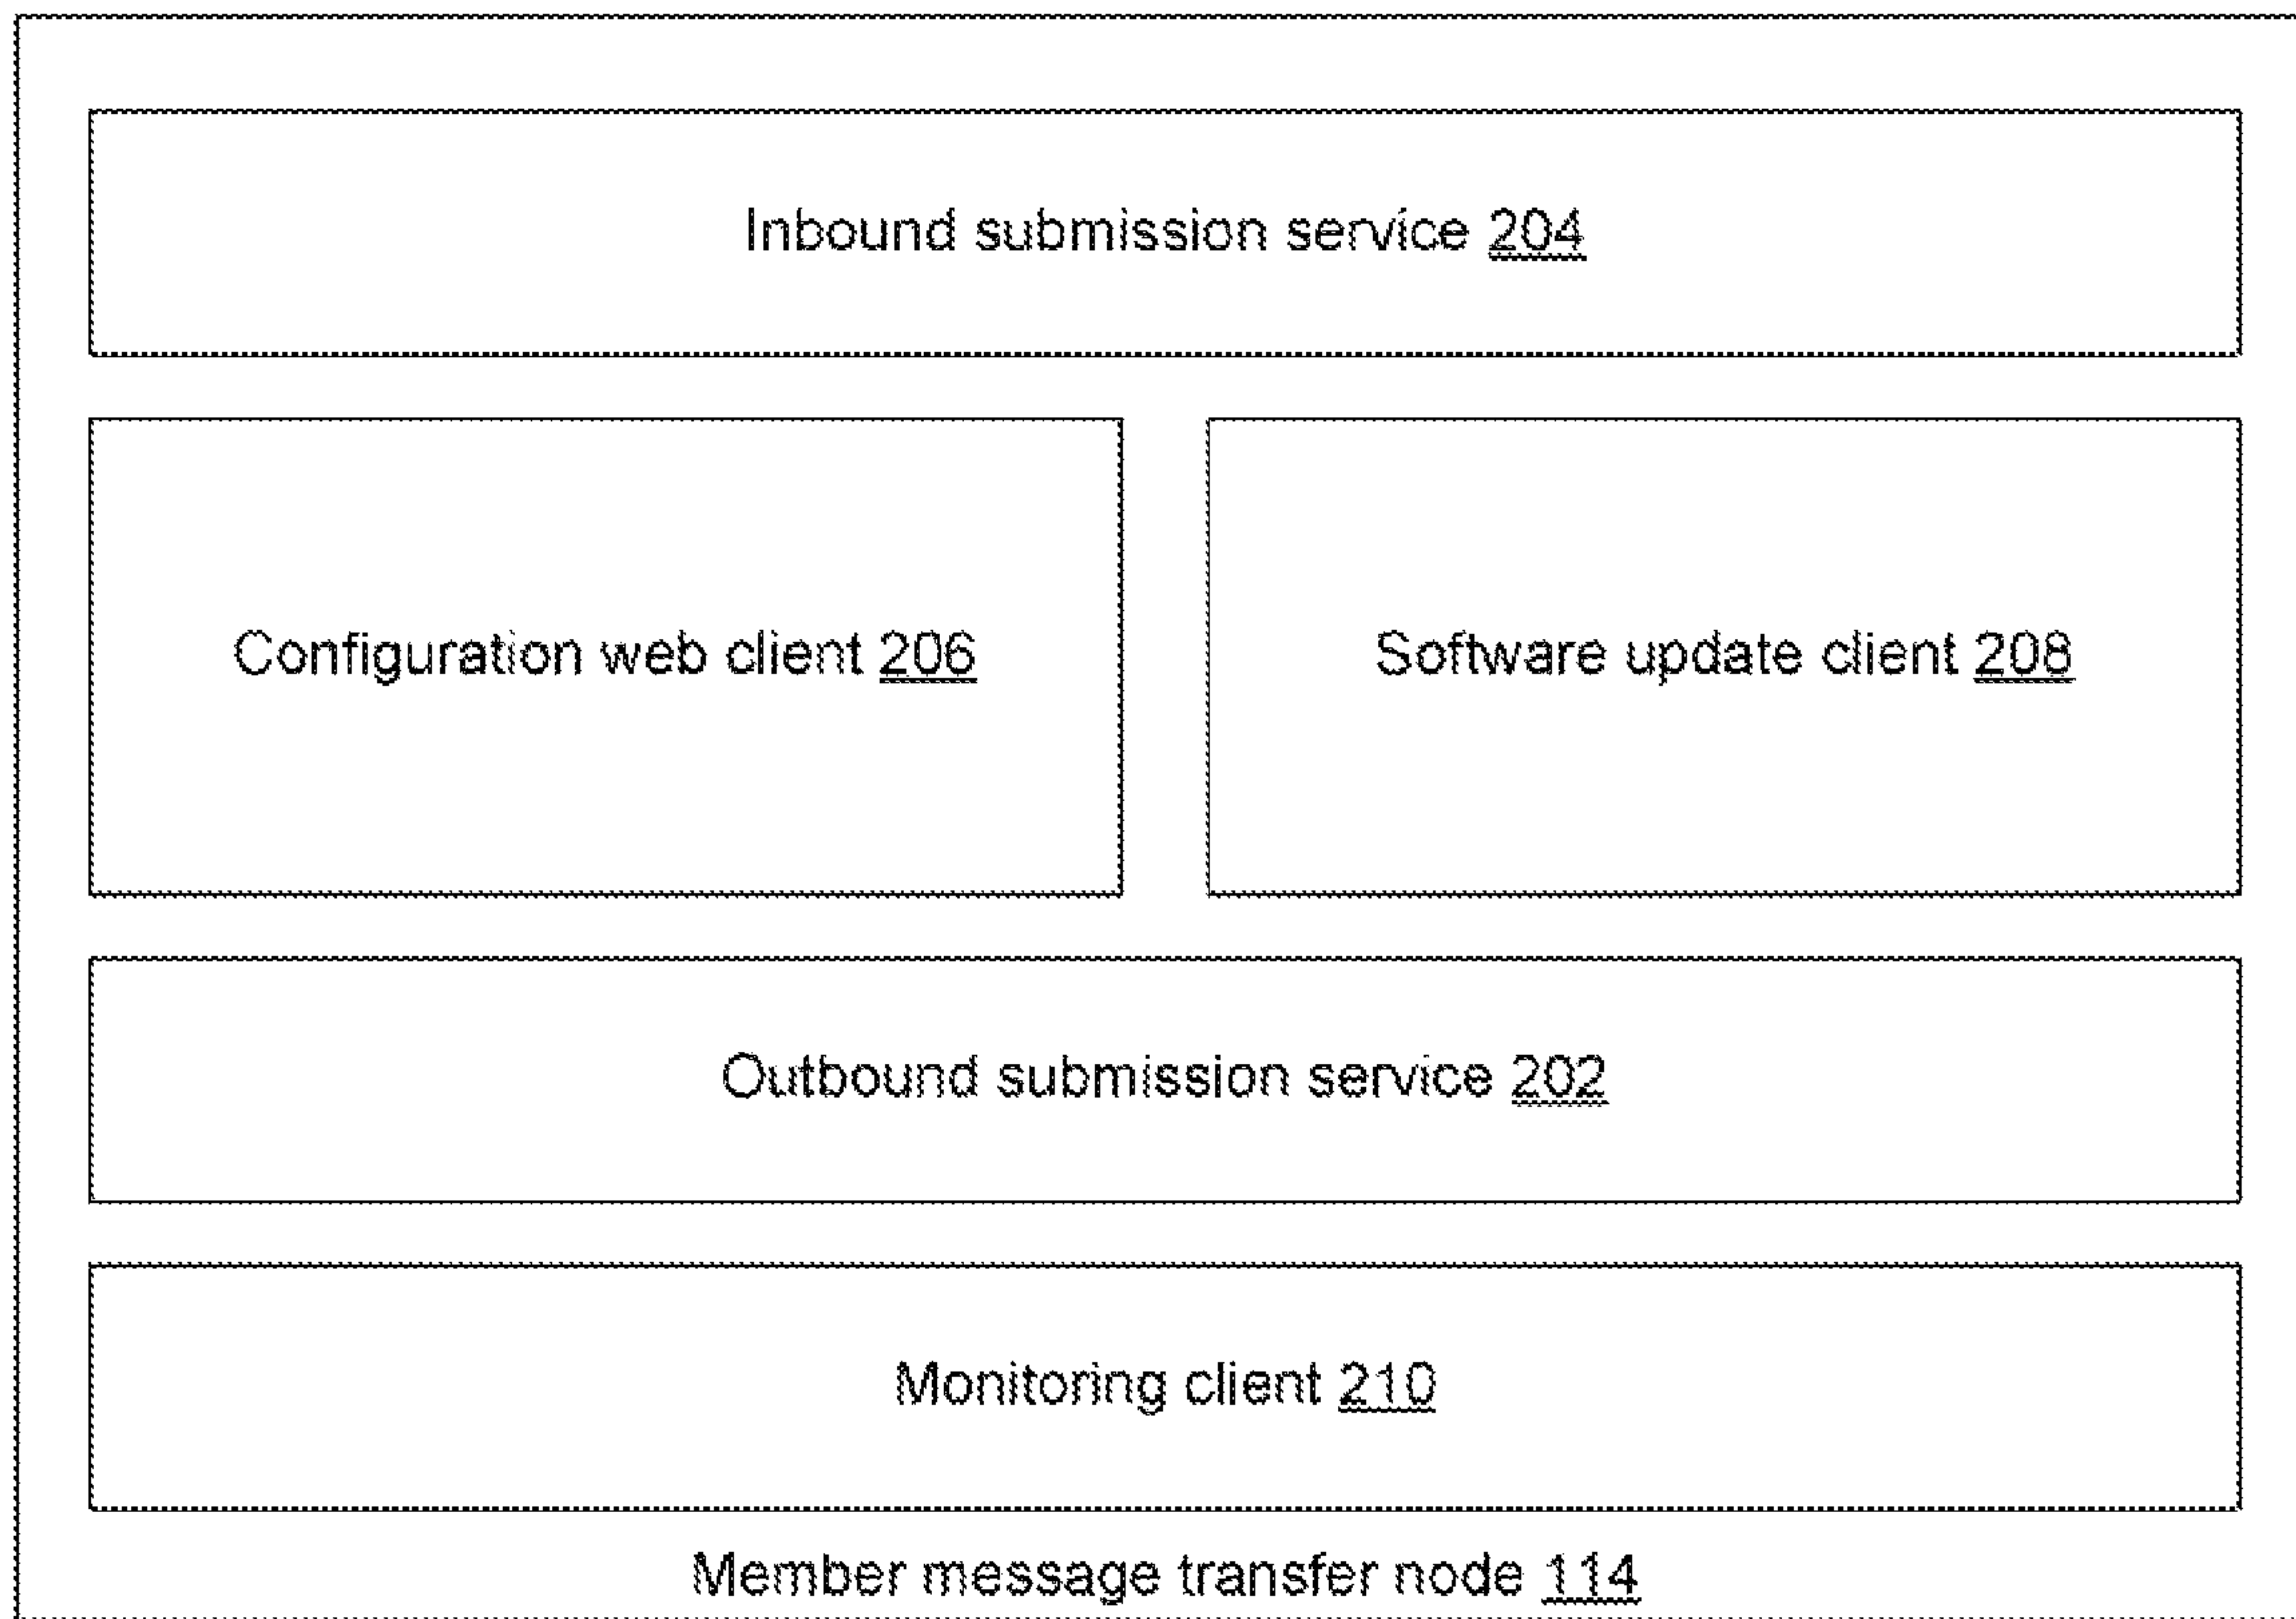 Inbound submission service 204
Configuration web client 206
Software update client 208
Outbound submission service 202
Monitoring client 210
Member message transfer node 114